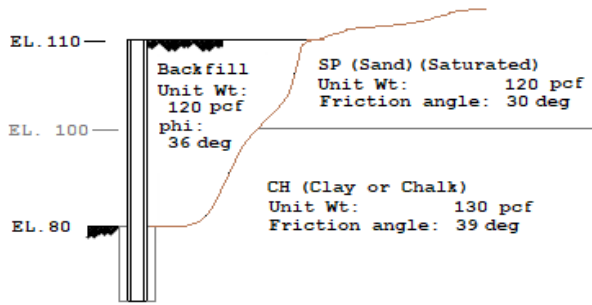 EL.110
Backfill
Unit Wt:
120 pcf
phi:
36 deg
SP (Sand) (Saturated)
Unit Wt: 120 pcf
Friction angle: 30 deg
EL. 100
CH (Clay or Chalk)
Unit Wt: 130 pcf
Friction angle: 39 deg
EL.80